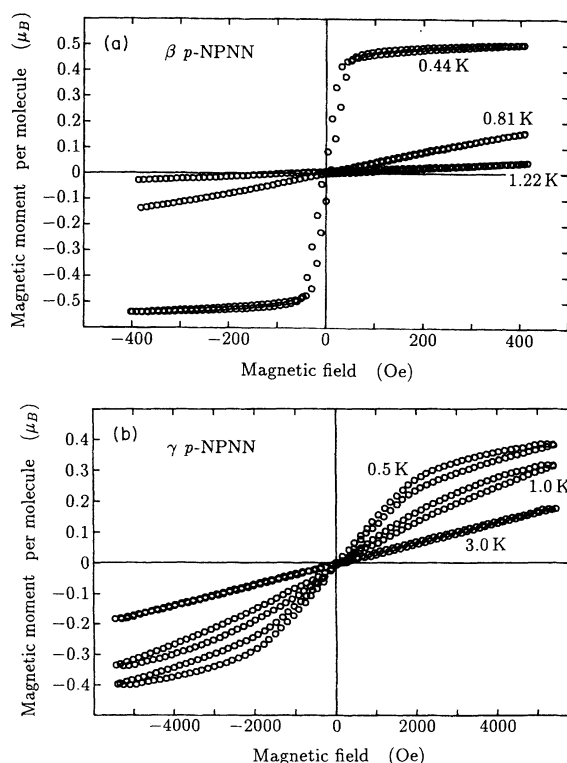 Magnetic moment per molecule (μB)
(a)
β p-NPNN
0.5
0.4
0.3
0.2
0.1
0
−0.1
−0.2
−0.3
−0.4
−0.5
0.44 K
0.81 K
1.22 K
−400
−200
0
200
400
Magnetic field (Oe)
Magnetic moment per molecule (μB)
(b)
γ p-NPNN
0.4
0.3
0.2
0.1
0
−0.1
−0.2
−0.3
−0.4
0.5 K
1.0 K
3.0 K
−4000
−2000
0
2000
4000
Magnetic field (Oe)